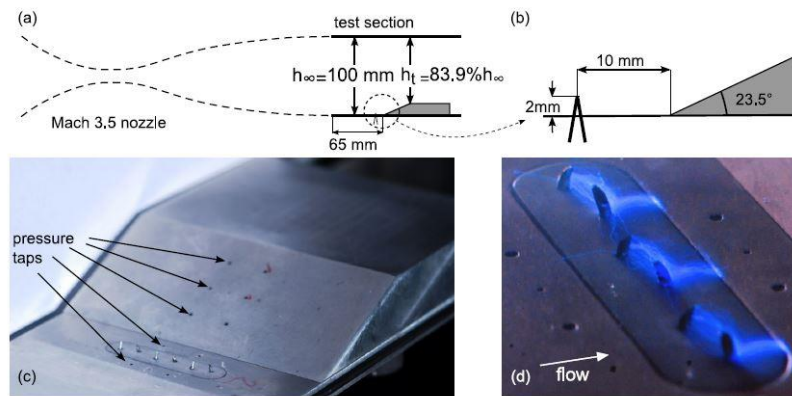 (a)
test section
h∞=100 mm
ht=83.9%h∞
Mach 3.5 nozzle
65 mm
(b)
10 mm
2mm
23.5°
pressure
taps
(c)
(d)
flow